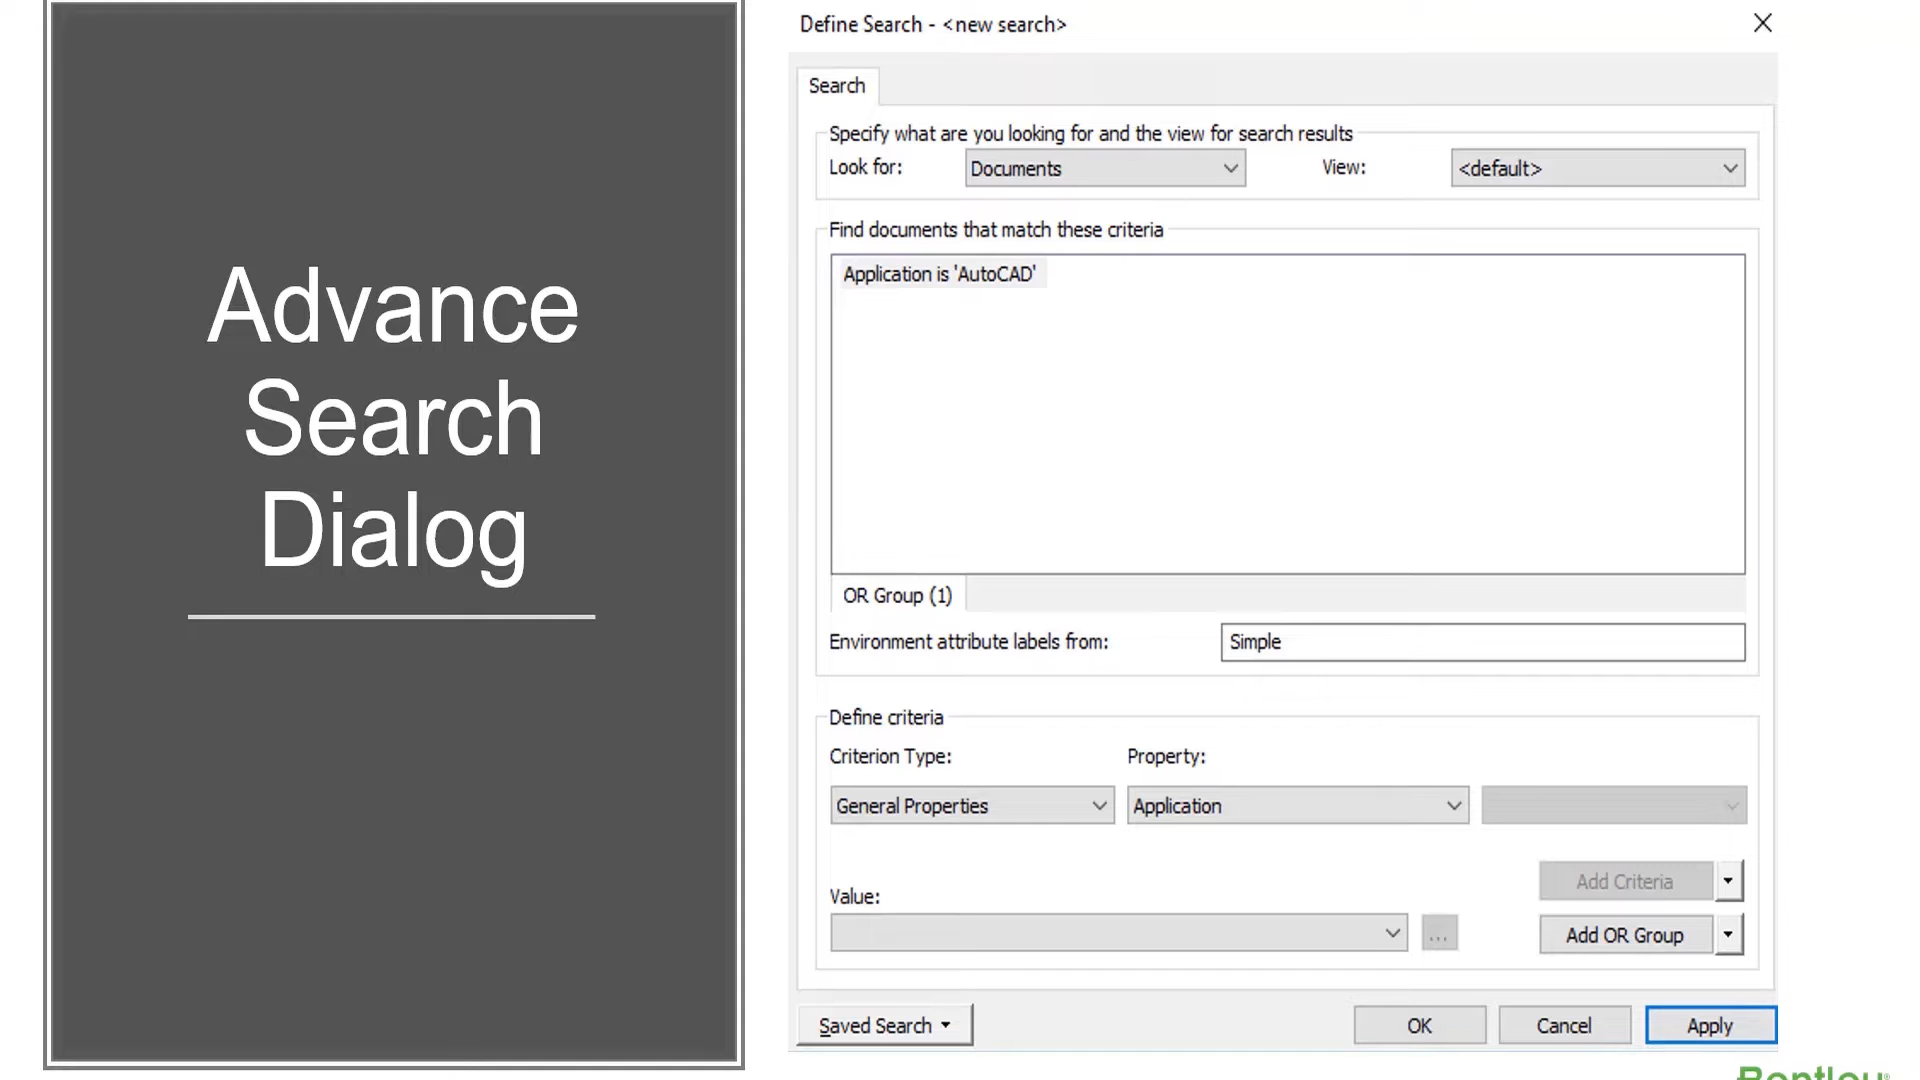 Advance
Search
Dialog
Define Search - <new search>
Search
Specify what are you looking for and the view for search results
Look for: Documents View: <default>
Find documents that match these criteria
Application is 'AutoCAD'
OR Group (1)
Environment attribute labels from: Simple
Define criteria
Criterion Type: Property:
General Properties Application
Add Criteria
Value:
... Add OR Group
Saved Search OK Cancel Apply
Bentley®